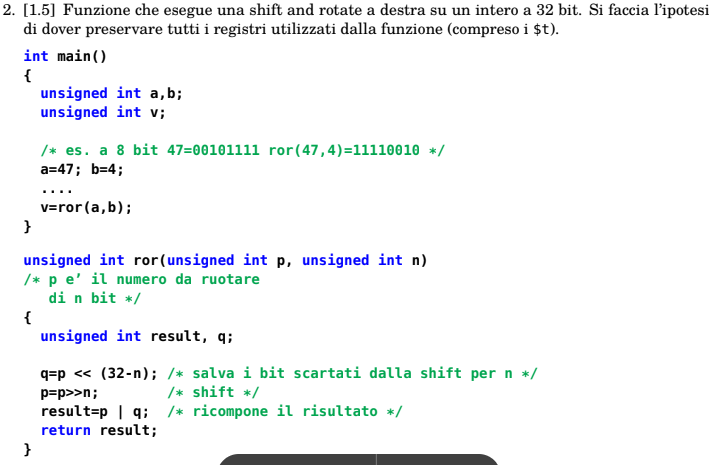 2. [1.5] Funzione che esegue una shift and rotate a destra su un intero a 32 bit. Si faccia l'ipotesi
di dover preservare tutti i registri utilizzati dalla funzione (compreso i $t).
int main()
{
  unsigned int a,b;
  unsigned int v;

  /* es. a 8 bit 47=00101111 ror(47,4)=11110010 */
  a=47; b=4;
  ....
  v=ror(a,b);
}

unsigned int ror(unsigned int p, unsigned int n)
/* p e' il numero da ruotare
   di n bit */
{
  unsigned int result, q;

  q=p << (32-n); /* salva i bit scartati dalla shift per n */
  p=p>>n;        /* shift */
  result=p | q;  /* ricompone il risultato */
  return result;
}